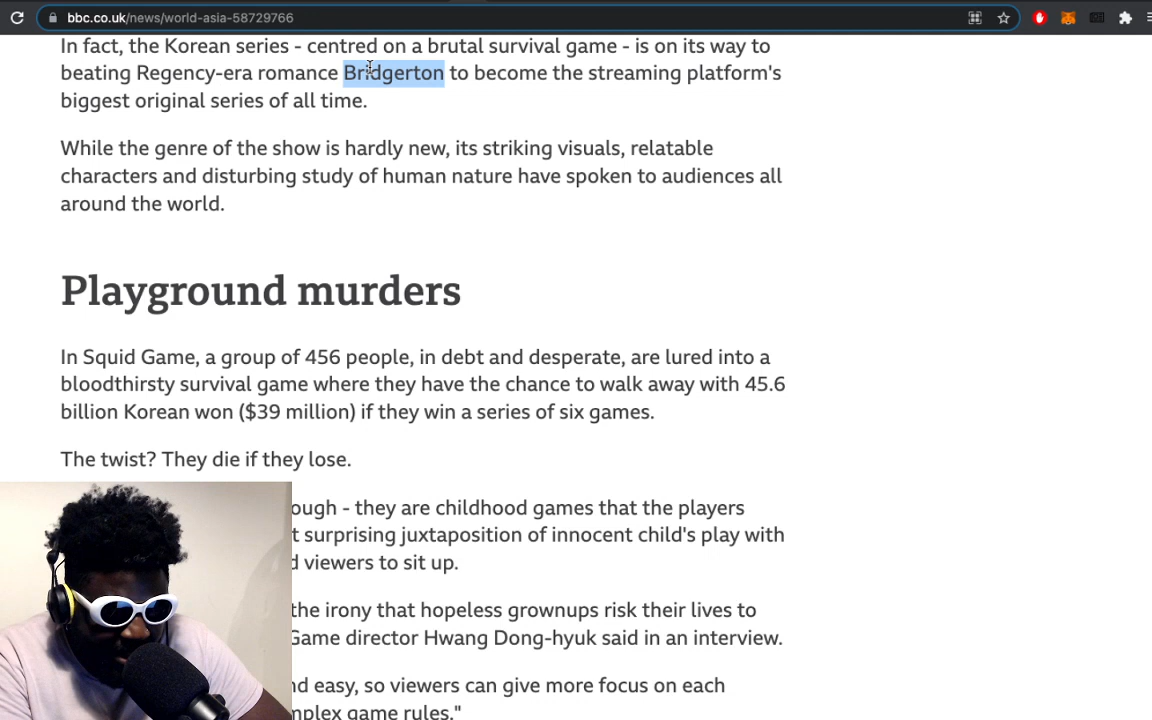 bbc.co.uk/news/world-asia-58729766
In fact, the Korean series - centred on a brutal survival game - is on its way to
beating Regency-era romance Bridgerton to become the streaming platform's
biggest original series of all time.
While the genre of the show is hardly new, its striking visuals, relatable
characters and disturbing study of human nature have spoken to audiences all
around the world.
Playground murders
In Squid Game, a group of 456 people, in debt and desperate, are lured into a
bloodthirsty survival game where they have the chance to walk away with 45.6
billion Korean won ($39 million) if they win a series of six games.
The twist? They die if they lose.
ough - they are childhood games that the players
t surprising juxtaposition of innocent child's play with
d viewers to sit up.
the irony that hopeless grownups risk their lives to
Game director Hwang Dong-hyuk said in an interview.
nd easy, so viewers can give more focus on each
mplex game rules."